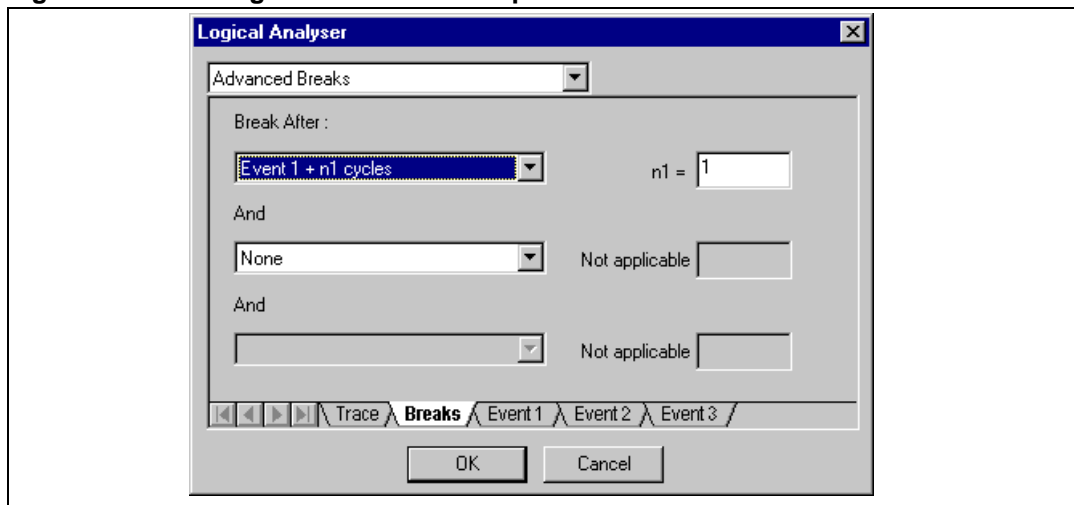 Logical Analyser
Advanced Breaks
Break After :
Event 1 + n1 cycles
n1 = 1
And
None
Not applicable
And
Not applicable
Trace Breaks Event 1 Event 2 Event 3
OK Cancel